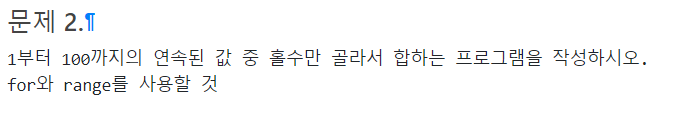 문제 2.¶
1부터 100까지의 연속된 값 중 홀수만 골라서 합하는 프로그램을 작성하시오.
for와 range를 사용할 것